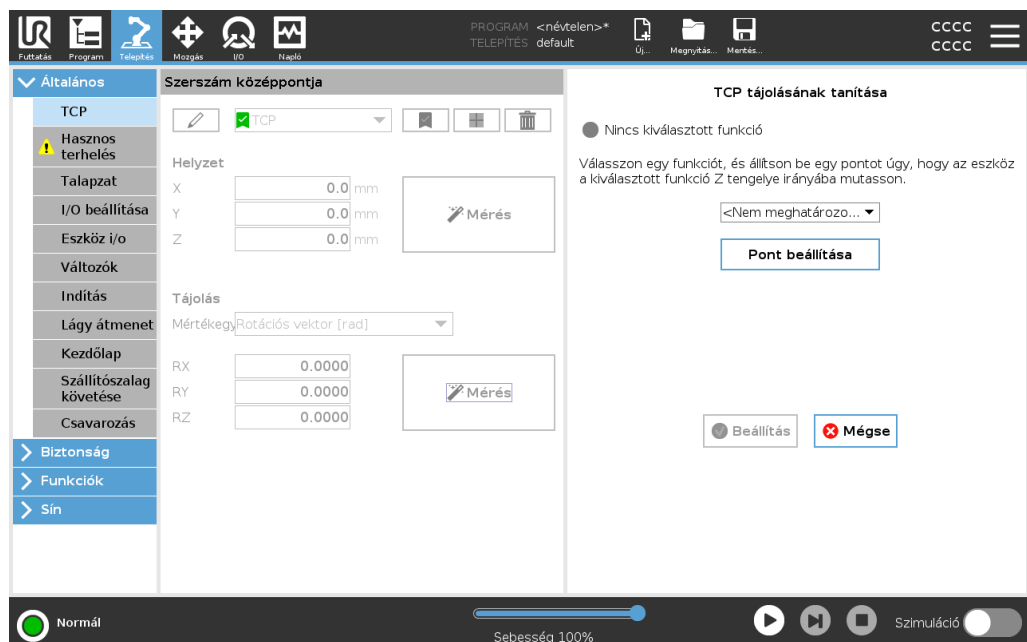 PROGRAM <névtelen>*
TELEPÍTÉS default
cccc
cccc
Futtatás
Program
Telepítés
Mozgás
I/O
Napló
Új...
Megnyitás...
Mentés...
Általános
TCP
Hasznos
terhelés
Talapzat
I/O beállítása
Eszköz i/o
Változók
Indítás
Lágy átmenet
Kezdőlap
Szállítószalag
követése
Csavarozás
Biztonság
Funkciók
Sín
Szerszám középpontja
TCP
Helyzet
X 0.0 mm
Y 0.0 mm
Z 0.0 mm
Mérés
Tájolás
Mértékegy Rotációs vektor [rad]
RX 0.0000
RY 0.0000
RZ 0.0000
Mérés
TCP tájolásának tanítása
Nincs kiválasztott funkció
Válasszon egy funkciót, és állítson be egy pontot úgy, hogy az eszköz
a kiválasztott funkció Z tengelye irányába mutasson.
<Nem meghatározo...
Pont beállítása
Beállítás
Mégse
Normál
Sebesség 100%
Szimuláció